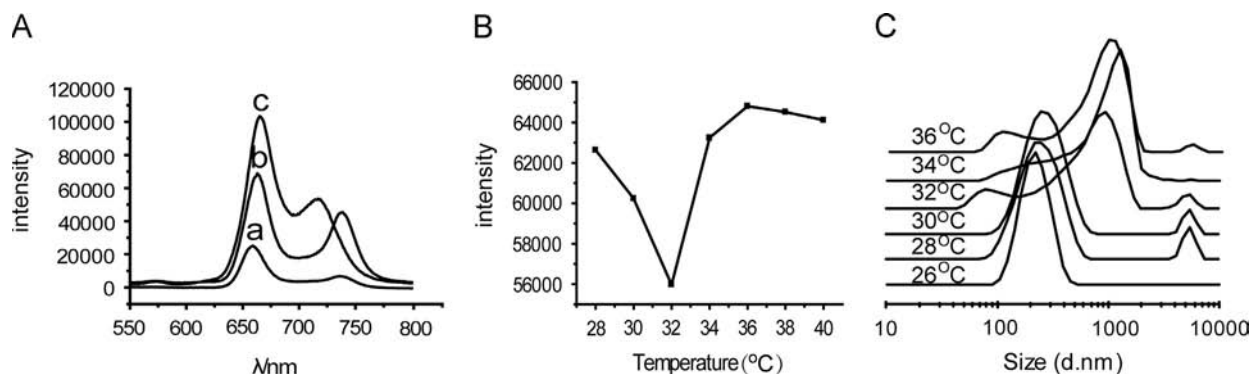 A
intensity
120000
100000
80000
60000
40000
20000
0
c
b
a
550 600 650 700 750 800
λ/nm
B
intensity
66000
64000
62000
60000
58000
56000
28 30 32 34 36 38 40
Temperature(°C)
C
36°C
34°C
32°C
30°C
28°C
26°C
10 100 1000 10000
Size (d.nm)